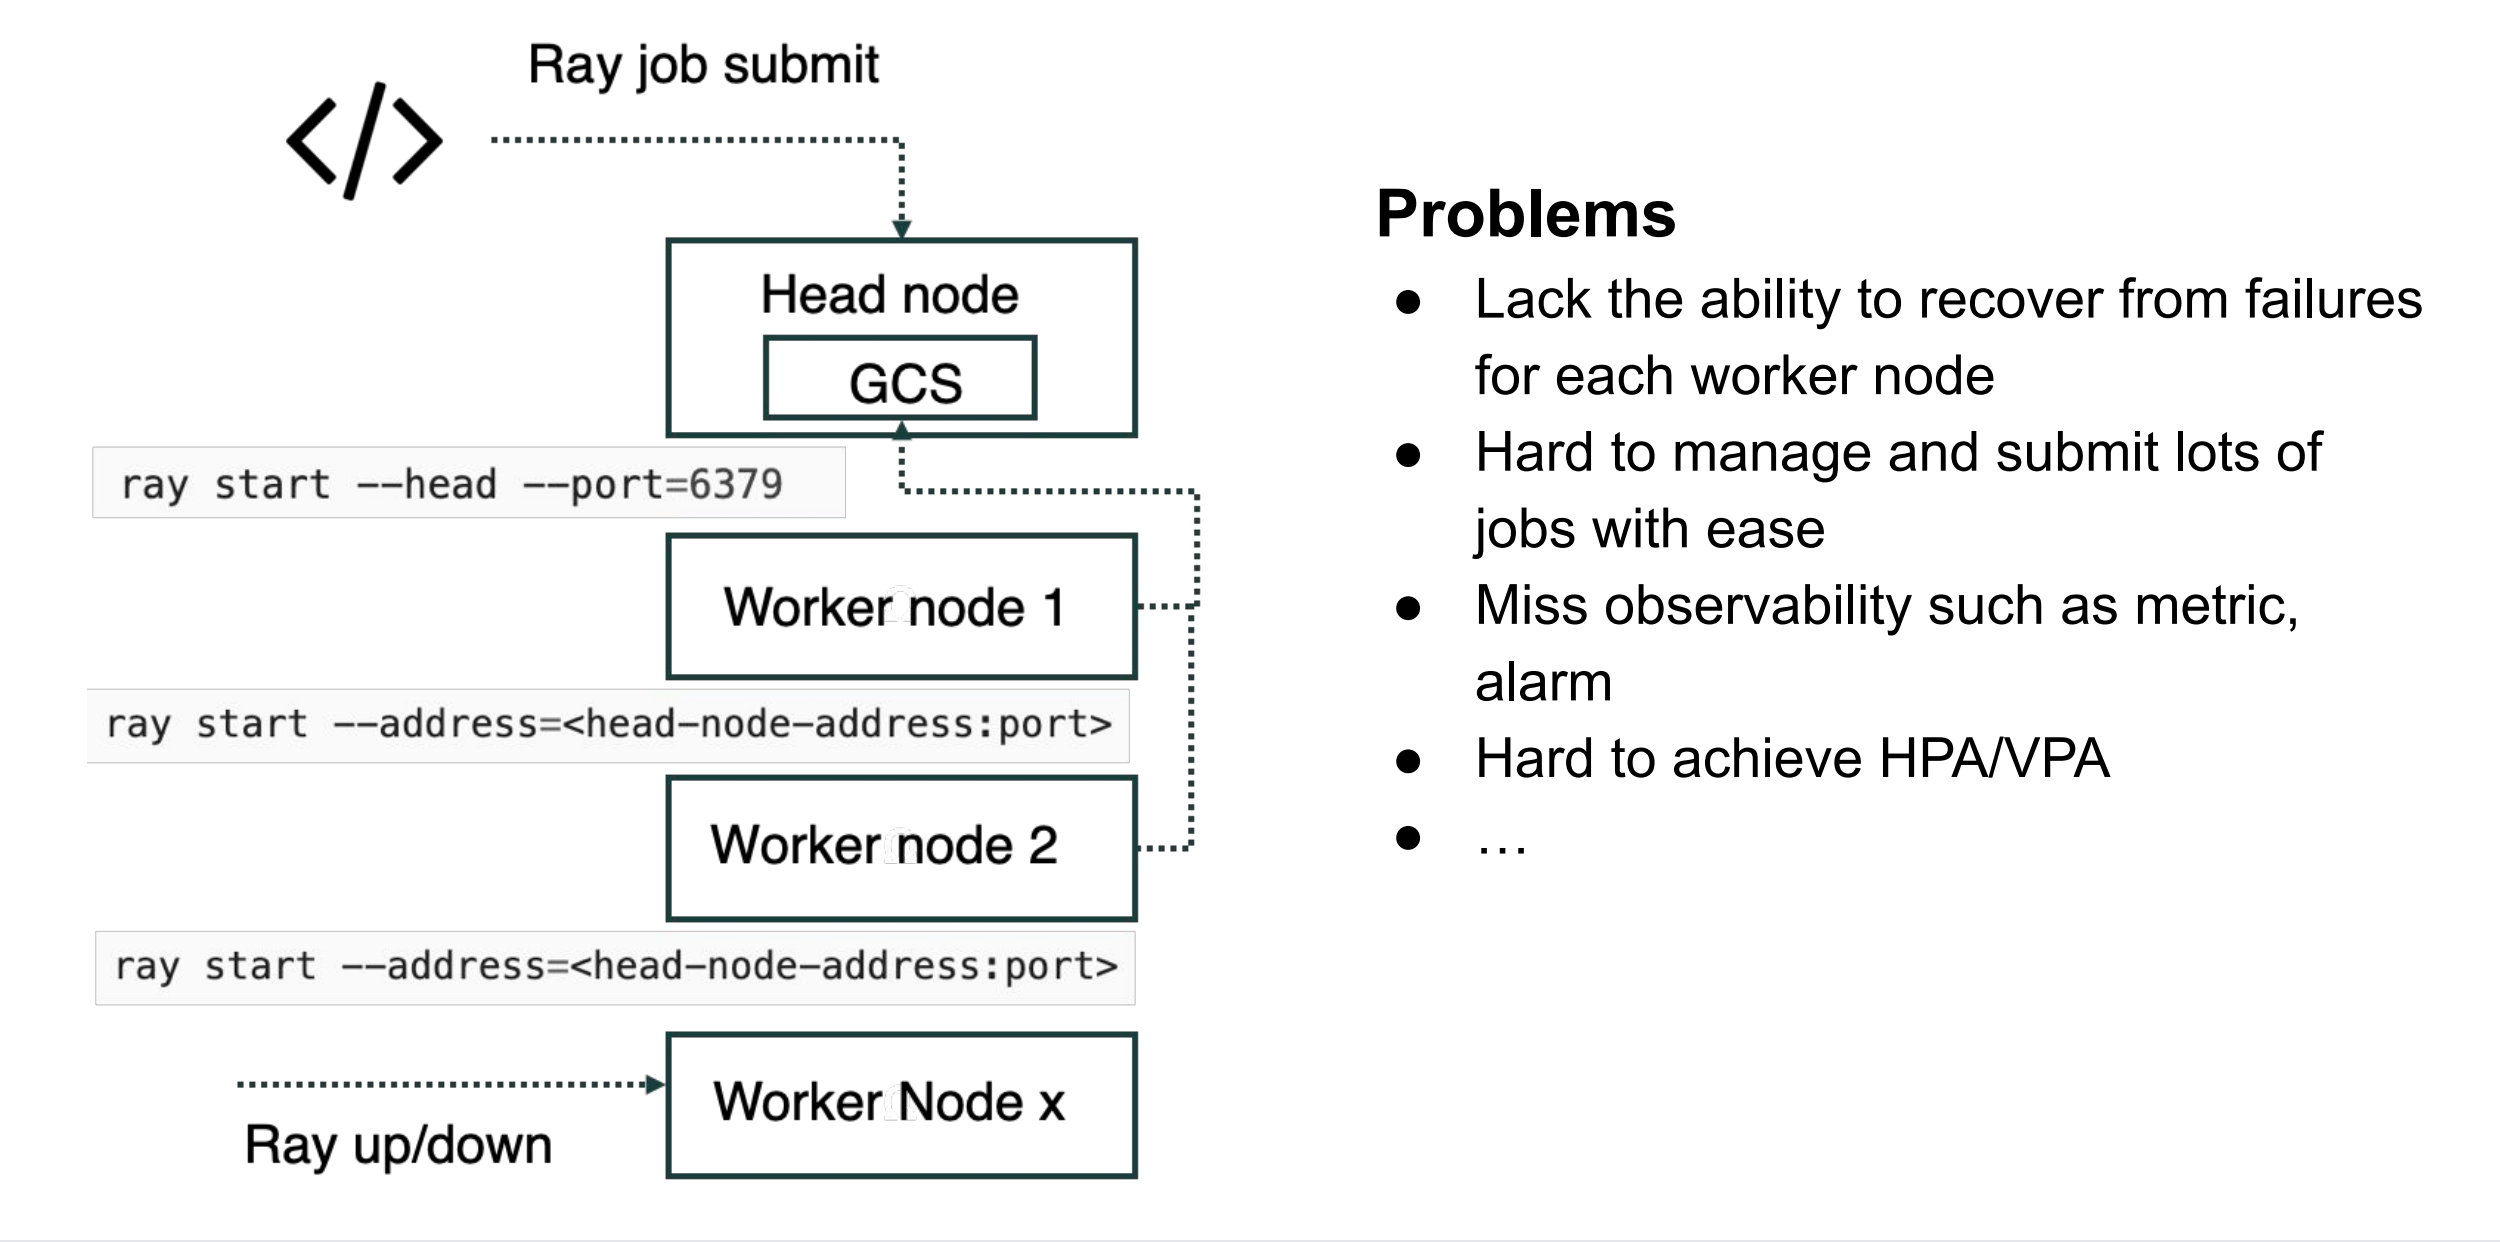 Ray job submit
</>
Head node
GCS
ray start --head --port=6379
Worker node 1
ray start --address=<head-node-address:port>
Worker node 2
ray start --address=<head-node-address:port>
Worker Node x
Ray up/down
Problems
● Lack the ability to recover from failures
for each worker node
● Hard to manage and submit lots of
jobs with ease
● Miss observability such as metric,
alarm
● Hard to achieve HPA/VPA
● …